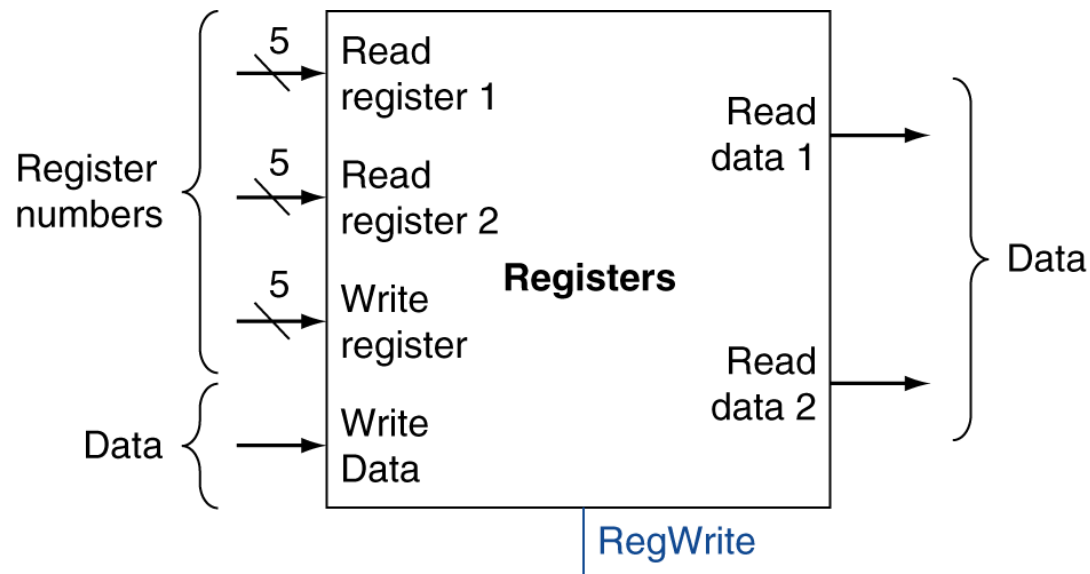 Register
numbers
Data
5
Read
register 1
5
Read
register 2
5
Write
register
Write
Data
Registers
Read
data 1
Read
data 2
Data
RegWrite